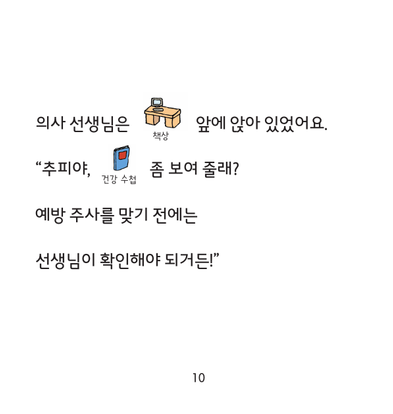 의사 선생님은 책상 앞에 앉아 있었어요.
“추피야, 건강 수첩 좀 보여 줄래?
예방 주사를 맞기 전에는
선생님이 확인해야 되거든!”
10